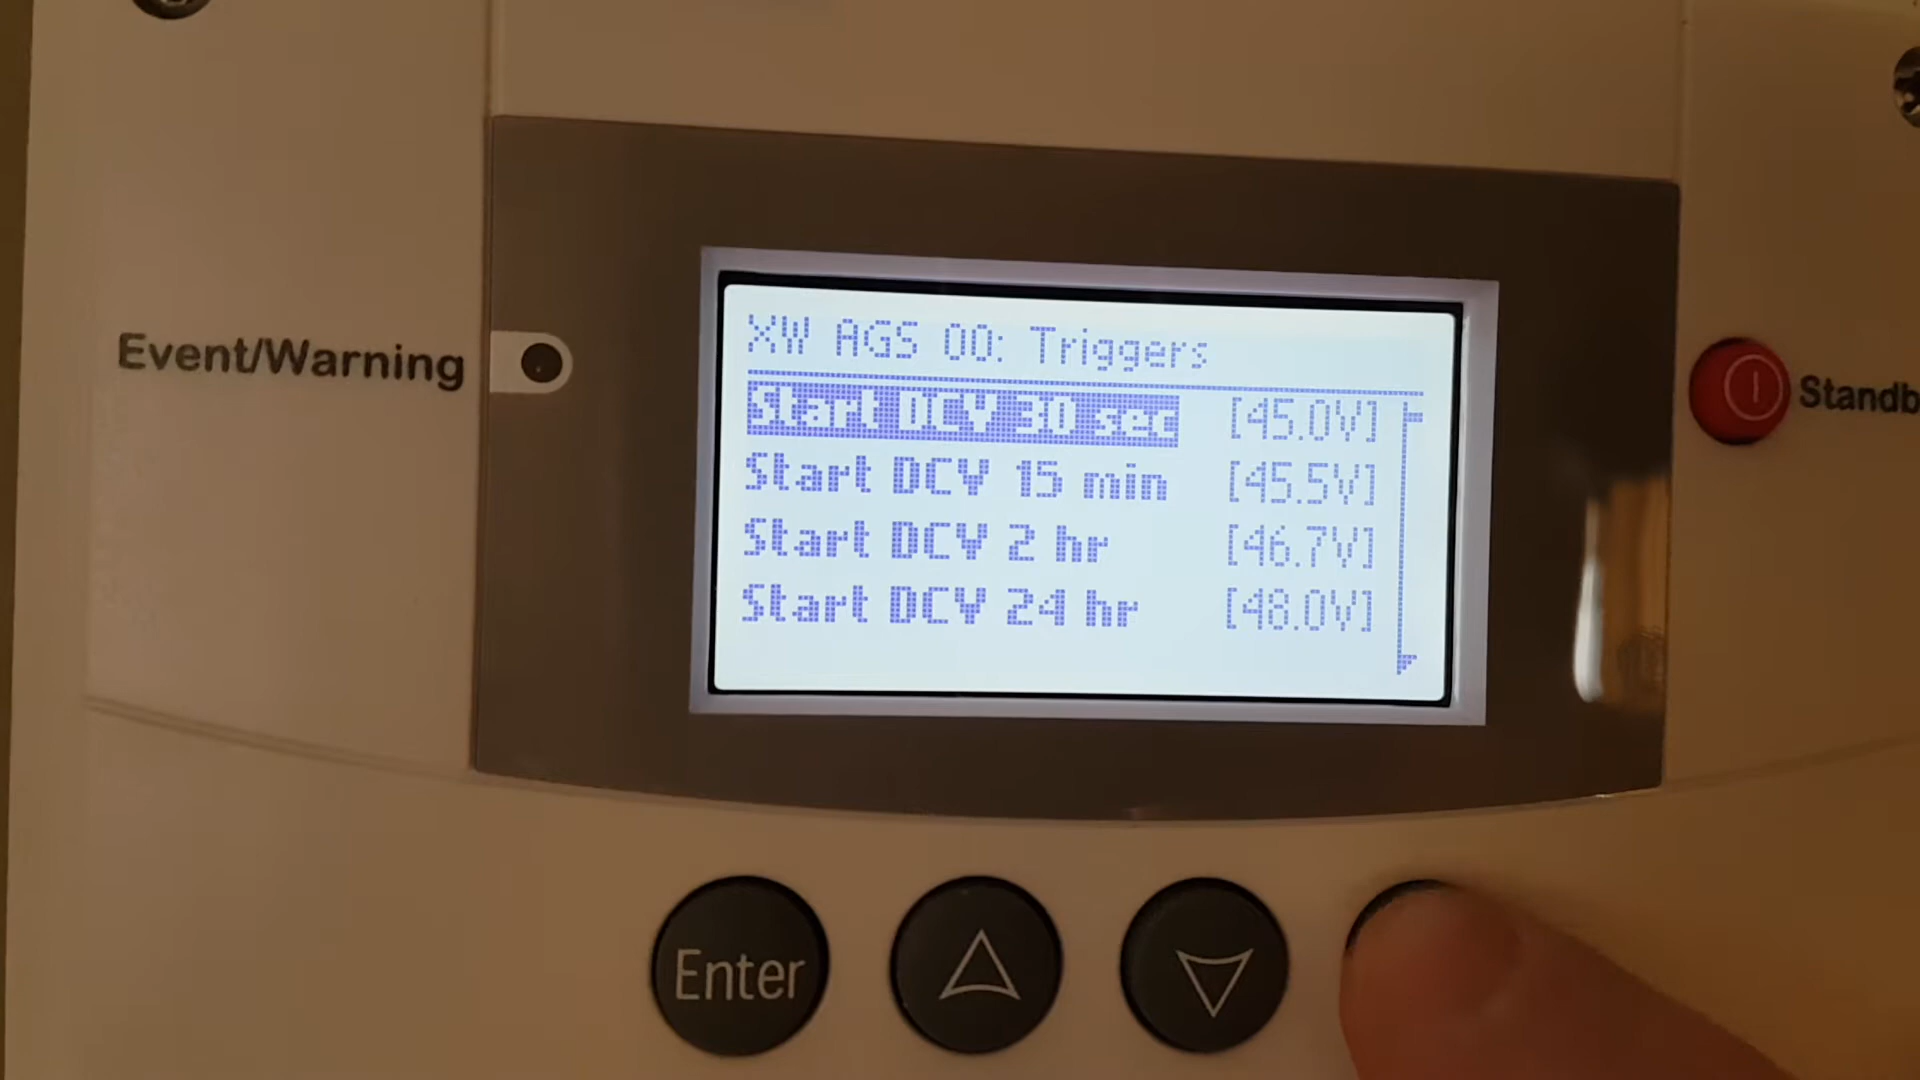 XW AGS 00: Triggers
Start DCV 30 sec [45.0V]
Start DCV 15 min [45.5V]
Start DCV 2 hr [46.7V]
Start DCV 24 hr [48.0V]
Event/Warning
Standb
Enter